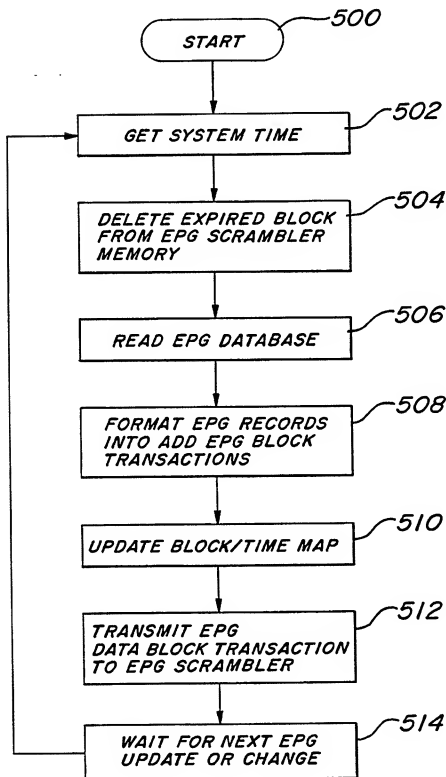 START
500
GET SYSTEM TIME
502
DELETE EXPIRED BLOCK
FROM EPG SCRAMBLER
MEMORY
504
READ EPG DATABASE
506
FORMAT EPG RECORDS
INTO ADD EPG BLOCK
TRANSACTIONS
508
UPDATE BLOCK/TIME MAP
510
TRANSMIT EPG
DATA BLOCK TRANSACTION
TO EPG SCRAMBLER
512
WAIT FOR NEXT EPG
UPDATE OR CHANGE
514